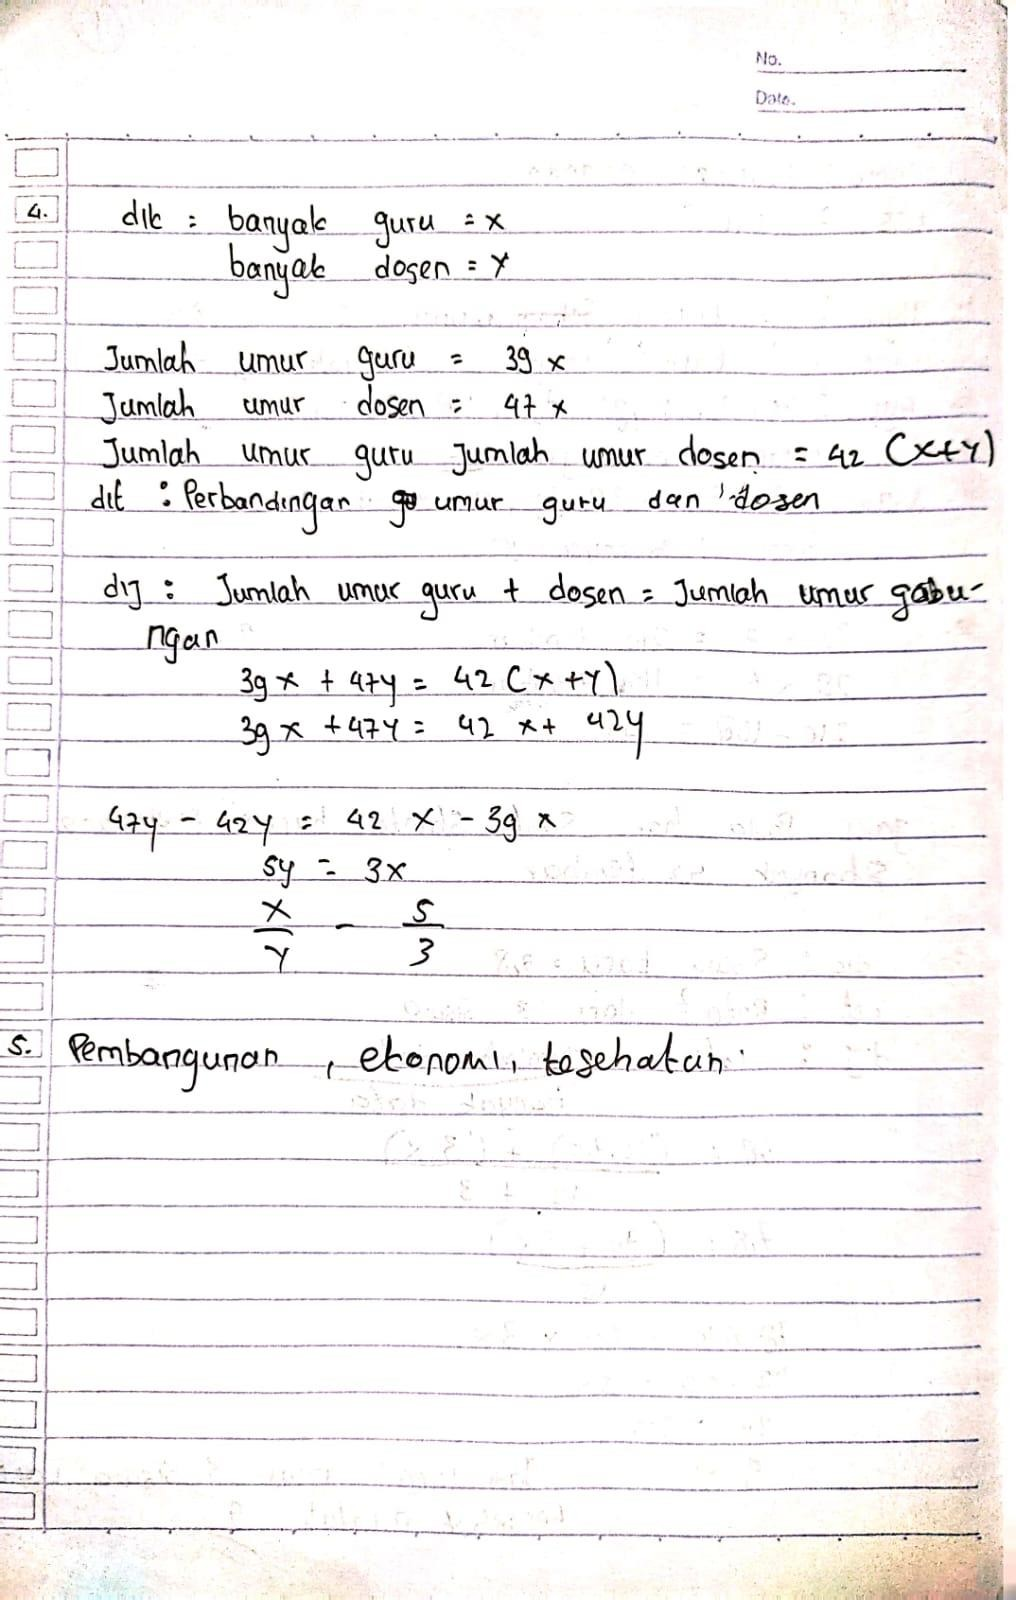 No.
Date.
4. dik : banyak guru = x
banyak dosen = Y
Jumlah umur guru = 39 x
Jumlah umur dosen = 47 x
Jumlah umur guru Jumlah umur dosen = 42 (x+y)
dit : Perbandingan umur guru dan dosen
dij : Jumlah umur guru + dosen = Jumlah umur gabu-
ngan
39 x + 47y = 42 (x+y)
39 x + 47y = 42 x + 42y
47y - 42y = 42 x - 39 x
5y = 3x
x/y - 5/3
5. Pembangunan , ekonomi, kesehatan.